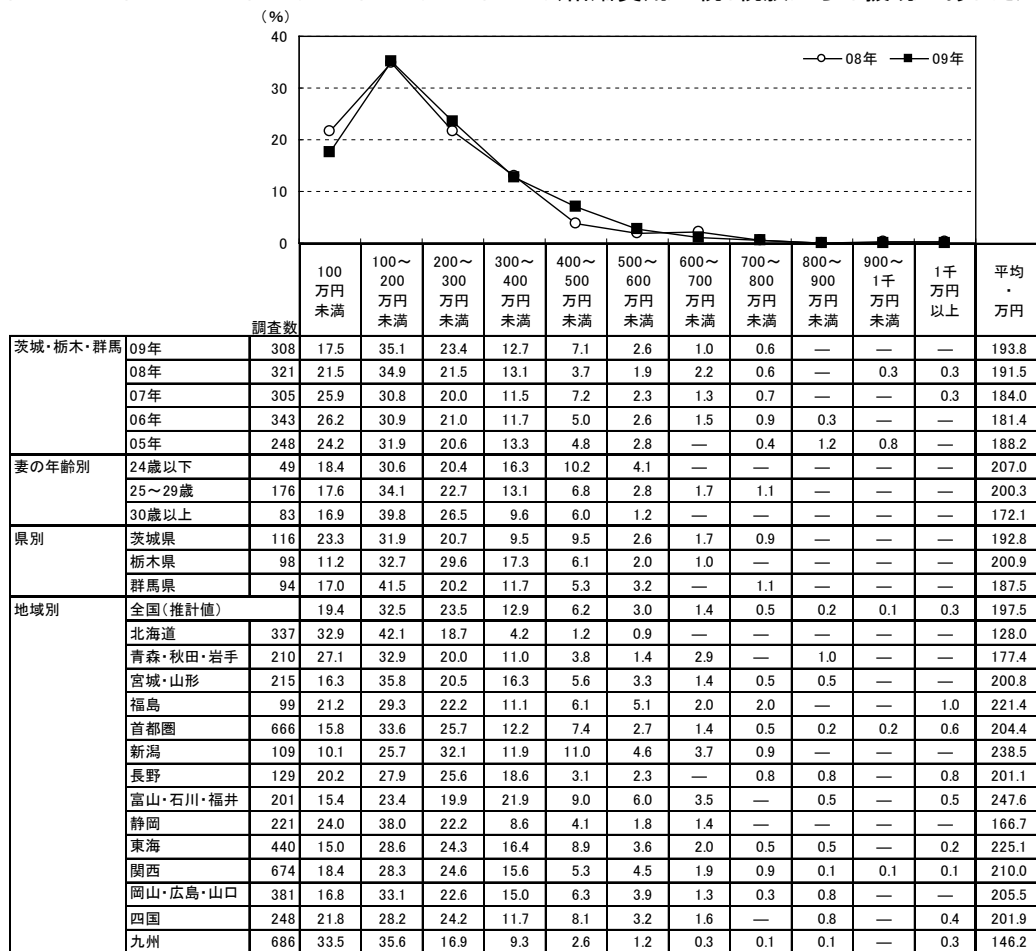 （%）
40
30
20
10
0
08年 09年
調査数 100万円未満 100～200万円未満 200～300万円未満 300～400万円未満 400～500万円未満 500～600万円未満 600～700万円未満 700～800万円未満 800～900万円未満 900～1千万円未満 1千万円以上 平均・万円
茨城・栃木・群馬 09年 308 17.5 35.1 23.4 12.7 7.1 2.6 1.0 0.6 — — — 193.8
08年 321 21.5 34.9 21.5 13.1 3.7 1.9 2.2 0.6 — 0.3 0.3 191.5
07年 305 25.9 30.8 20.0 11.5 7.2 2.3 1.3 0.7 — — 0.3 184.0
06年 343 26.2 30.9 21.0 11.7 5.0 2.6 1.5 0.9 0.3 — — 181.4
05年 248 24.2 31.9 20.6 13.3 4.8 2.8 — 0.4 1.2 0.8 — 188.2
妻の年齢別 24歳以下 49 18.4 30.6 20.4 16.3 10.2 4.1 — — — — — 207.0
25～29歳 176 17.6 34.1 22.7 13.1 6.8 2.8 1.7 1.1 — — — 200.3
30歳以上 83 16.9 39.8 26.5 9.6 6.0 1.2 — — — — — 172.1
県別 茨城県 116 23.3 31.9 20.7 9.5 9.5 2.6 1.7 0.9 — — — 192.8
栃木県 98 11.2 32.7 29.6 17.3 6.1 2.0 1.0 — — — — 200.9
群馬県 94 17.0 41.5 20.2 11.7 5.3 3.2 — 1.1 — — — 187.5
地域別 全国（推計値） 19.4 32.5 23.5 12.9 6.2 3.0 1.4 0.5 0.2 0.1 0.3 197.5
北海道 337 32.9 42.1 18.7 4.2 1.2 0.9 — — — — — 128.0
青森・秋田・岩手 210 27.1 32.9 20.0 11.0 3.8 1.4 2.9 — 1.0 — — 177.4
宮城・山形 215 16.3 35.8 20.5 16.3 5.6 3.3 1.4 0.5 0.5 — — 200.8
福島 99 21.2 29.3 22.2 11.1 6.1 5.1 2.0 2.0 — — 1.0 221.4
首都圏 666 15.8 33.6 25.7 12.2 7.4 2.7 1.4 0.5 0.2 0.2 0.6 204.4
新潟 109 10.1 25.7 32.1 11.9 11.0 4.6 3.7 0.9 — — — 238.5
長野 129 20.2 27.9 25.6 18.6 3.1 2.3 — 0.8 0.8 — 0.8 201.1
富山・石川・福井 201 15.4 23.4 19.9 21.9 9.0 6.0 3.5 — 0.5 — 0.5 247.6
静岡 221 24.0 38.0 22.2 8.6 4.1 1.8 1.4 — — — — 166.7
東海 440 15.0 28.6 24.3 16.4 8.9 3.6 2.0 0.5 0.5 — 0.2 225.1
関西 674 18.4 28.3 24.6 15.6 5.3 4.5 1.9 0.9 0.1 0.1 0.1 210.0
岡山・広島・山口 381 16.8 33.1 22.6 15.0 6.3 3.9 1.3 0.3 0.8 — — 205.5
四国 248 21.8 28.2 24.2 11.7 8.1 3.2 1.6 — 0.8 — 0.4 201.9
九州 686 33.5 35.6 16.9 9.3 2.6 1.2 0.3 0.1 0.1 — 0.3 146.2